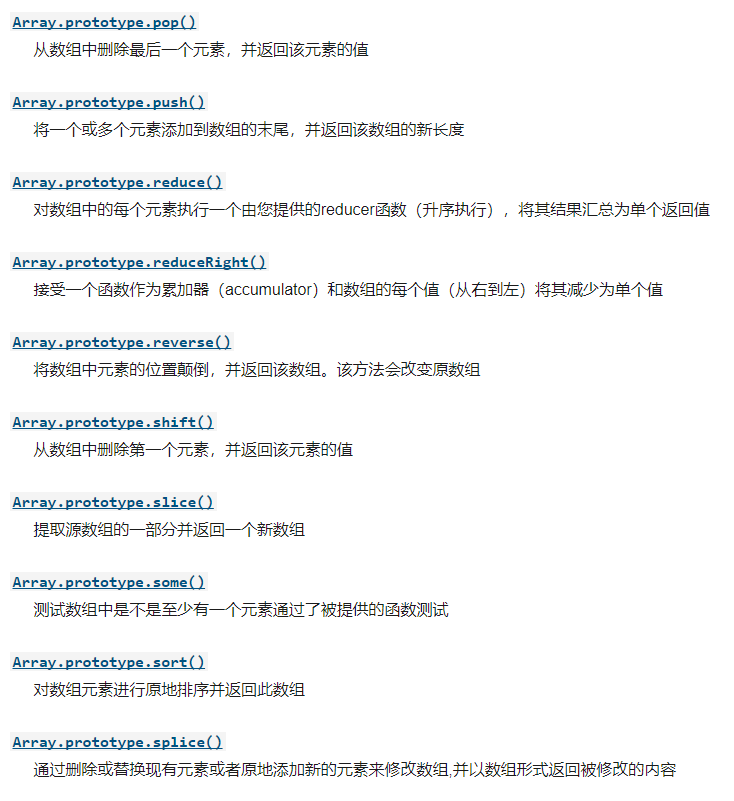 Array.prototype.pop()
从数组中删除最后一个元素，并返回该元素的值
Array.prototype.push()
将一个或多个元素添加到数组的末尾，并返回该数组的新长度
Array.prototype.reduce()
对数组中的每个元素执行一个由您提供的reducer函数（升序执行），将其结果汇总为单个返回值
Array.prototype.reduceRight()
接受一个函数作为累加器（accumulator）和数组的每个值（从右到左）将其减少为单个值
Array.prototype.reverse()
将数组中元素的位置颠倒，并返回该数组。该方法会改变原数组
Array.prototype.shift()
从数组中删除第一个元素，并返回该元素的值
Array.prototype.slice()
提取源数组的一部分并返回一个新数组
Array.prototype.some()
测试数组中是不是至少有一个元素通过了被提供的函数测试
Array.prototype.sort()
对数组元素进行原地排序并返回此数组
Array.prototype.splice()
通过删除或替换现有元素或者原地添加新的元素来修改数组,并以数组形式返回被修改的内容